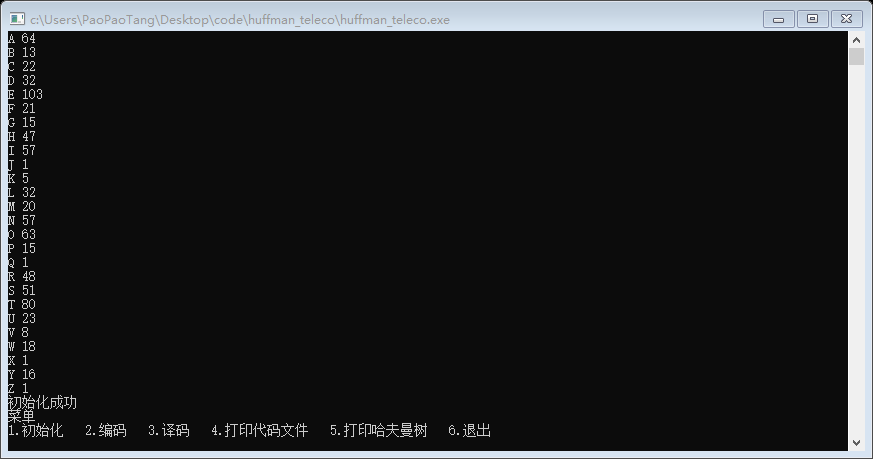 c:\Users\PaoPaoTang\Desktop\code\huffman_teleco\huffman_teleco.exe
A 64
B 13
C 22
D 32
E 103
F 21
G 15
H 47
I 57
J 1
K 5
L 32
M 20
N 57
O 63
P 15
Q 1
R 48
S 51
T 80
U 23
V 8
W 18
X 1
Y 16
Z 1
初始化成功
菜单
1.初始化 2.编码 3.译码 4.打印代码文件 5.打印哈夫曼树 6.退出